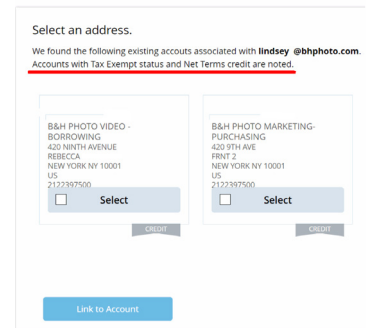 Select an address.
We found the following existing accouts associated with lindsey @bhphoto.com.
Accounts with Tax Exempt status and Net Terms credit are noted.
B&H PHOTO VIDEO -
BORROWING
420 NINTH AVENUE
REBECCA
NEW YORK NY 10001
US
2122397500
Select
CREDIT
B&H PHOTO MARKETING-
PURCHASING
420 9TH AVE
FRNT 2
NEW YORK NY 10001
US
2122397500
Select
CREDIT
Link to Account